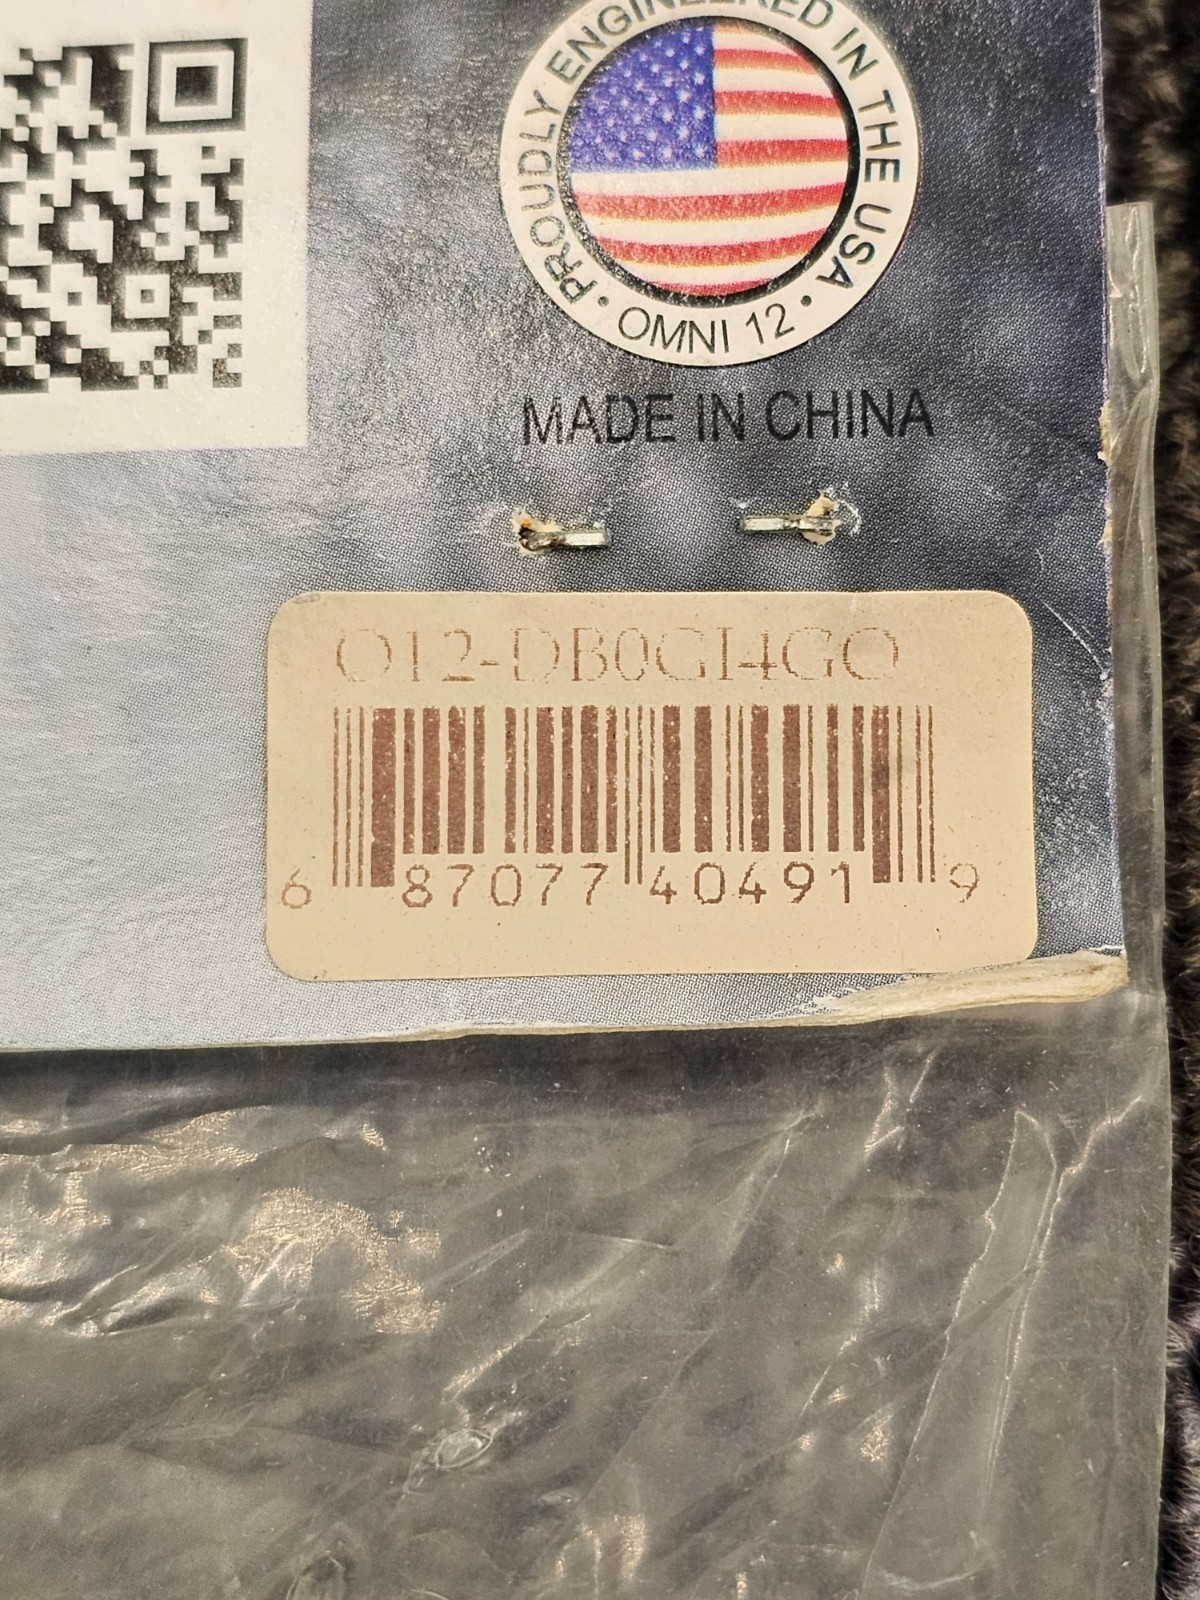 PROUDLY ENGINEERED IN THE USA
• OMNI 12 •
MADE IN CHINA
O12-DB0GI4GO
6 87077 40491 9